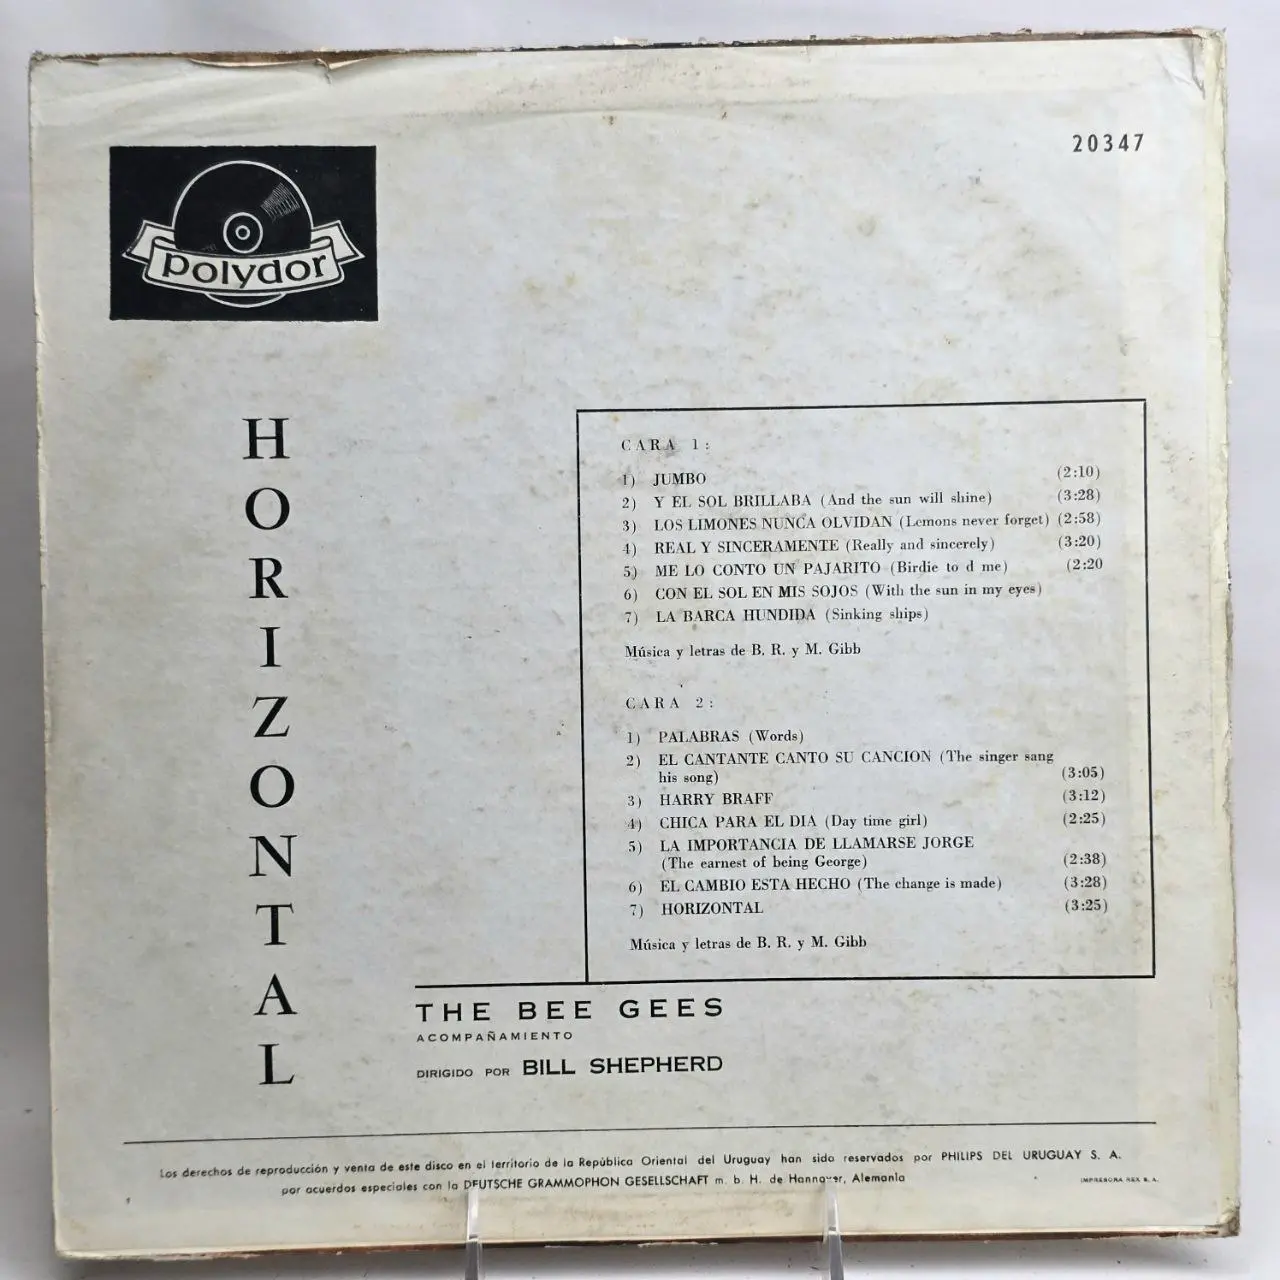 20347
polydor
HORIZONTAL
CARA 1:
1) JUMBO (2:10)
2) Y EL SOL BRILLABA (And the sun will shine) (3:28)
3) LOS LIMONES NUNCA OLVIDAN (Lemons never forget) (2:58)
4) REAL Y SINCERAMENTE (Really and sincerely) (3:20)
5) ME LO CONTO UN PAJARITO (Birdie to d me) (2:20
6) CON EL SOL EN MIS SOJOS (With the sun in my eyes)
7) LA BARCA HUNDIDA (Sinking ships)
Música y letras de B. R. y M. Gibb
CARA 2:
1) PALABRAS (Words)
2) EL CANTANTE CANTO SU CANCION (The singer sang
his song) (3:05)
3) HARRY BRAFF (3:12)
4) CHICA PARA EL DIA (Day time girl) (2:25)
5) LA IMPORTANCIA DE LLAMARSE JORGE
(The earnest of being George) (2:38)
6) EL CAMBIO ESTA HECHO (The change is made) (3:28)
7) HORIZONTAL (3:25)
Música y letras de B. R. y M. Gibb
THE BEE GEES
ACOMPAÑAMIENTO
DIRIGIDO POR BILL SHEPHERD
Los derechos de reproducción y venta de este disco en el territorio de la República Oriental del Uruguay han sido reservados por PHILIPS DEL URUGUAY S. A.
por acuerdos especiales con la DEUTSCHE GRAMMOPHON GESELLSCHAFT m. b. H. de Hannover, Alemania
IMPRESORA REX S. A.